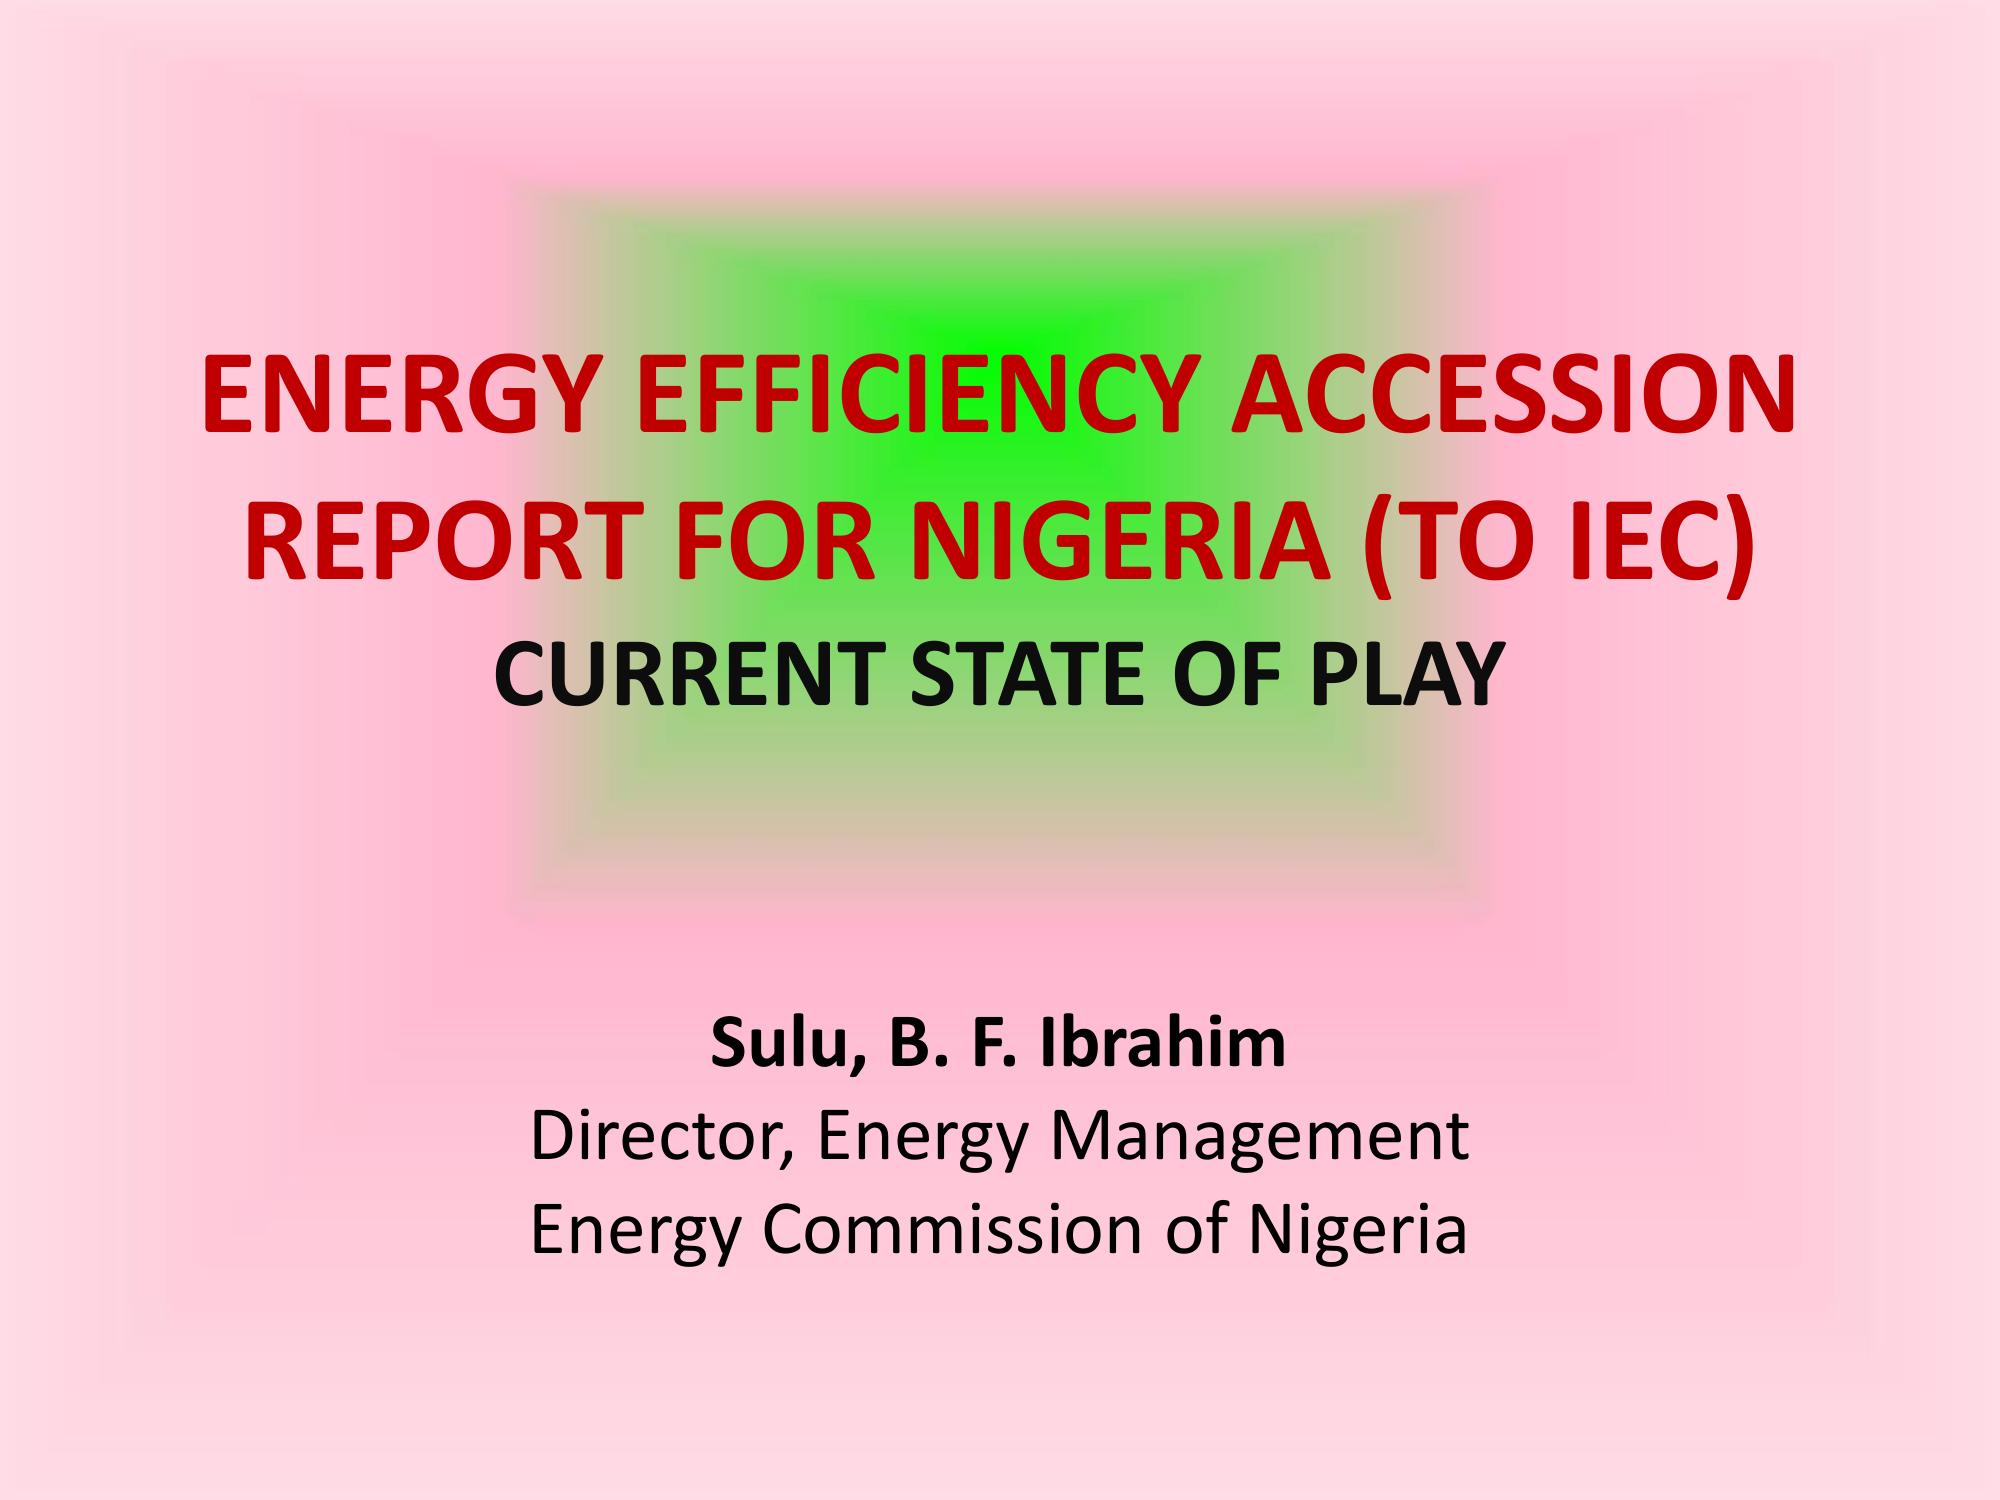 ENERGY EFFICIENCY ACCESSION
REPORT FOR NIGERIA (TO IEC)
CURRENT STATE OF PLAY
Sulu, B. F. Ibrahim
Director, Energy Management
Energy Commission of Nigeria